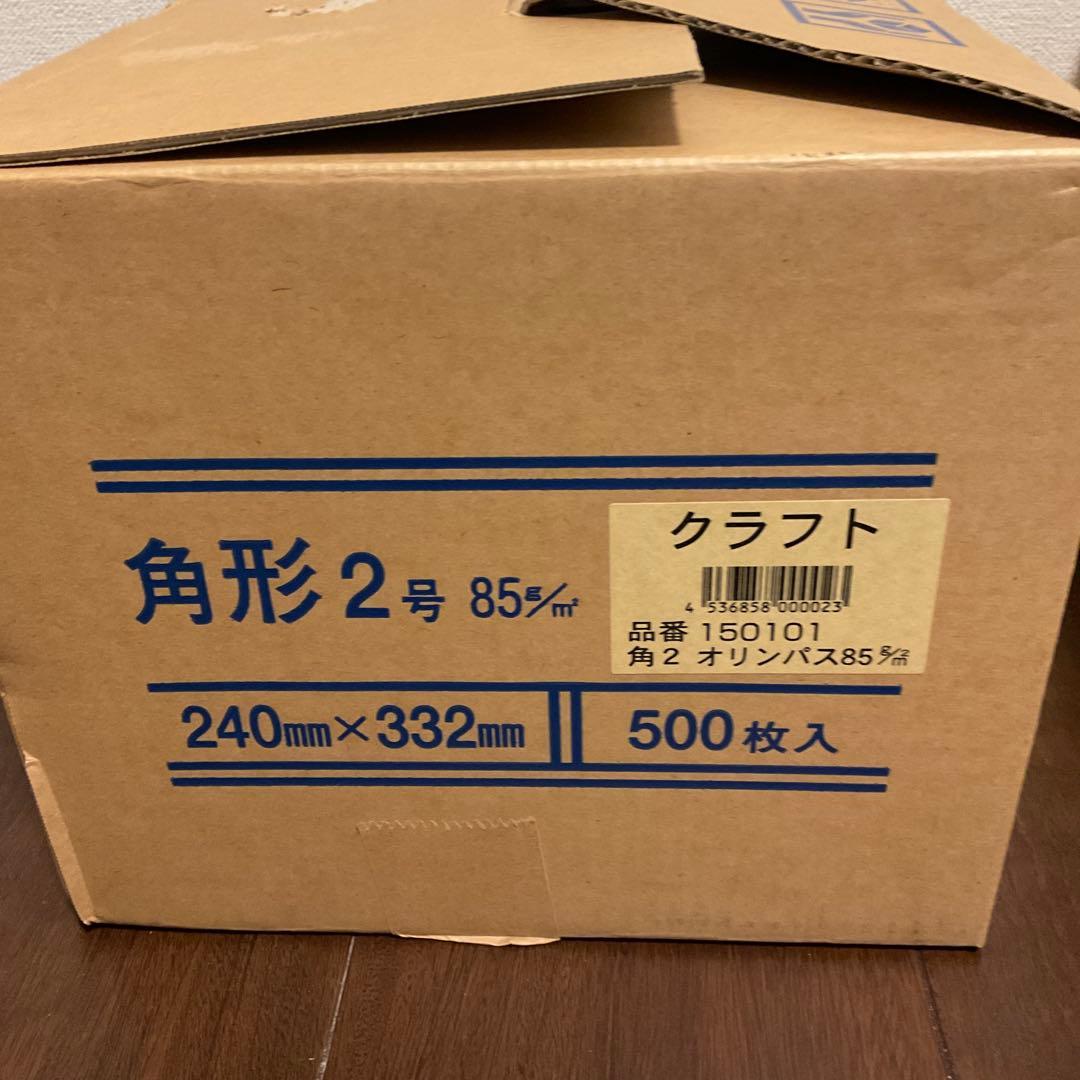 角形2号 85g/㎡
クラフト
4 536858 000023
品番 150101
角2 オリンパス85g/㎡
240mm×332mm
500枚入